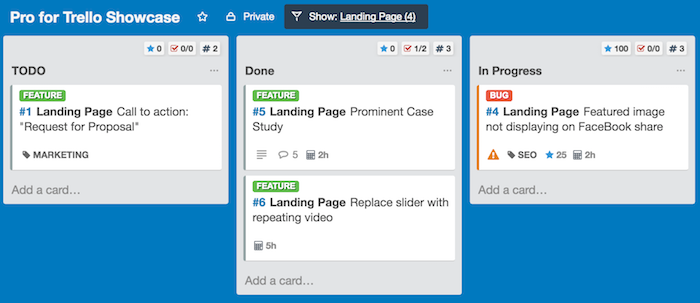 Pro for Trello Showcase Private Show: Landing Page (4)
0 0/0 # 2
TODO ...
FEATURE
#1 Landing Page Call to action:
"Request for Proposal"
MARKETING
Add a card...
0 1/2 # 3
Done ...
FEATURE
#5 Landing Page Prominent Case
Study
5 2h
FEATURE
#6 Landing Page Replace slider with
repeating video
5h
Add a card...
100 0/0 # 3
In Progress ...
BUG
#4 Landing Page Featured image
not displaying on FaceBook share
SEO 25 2h
Add a card...